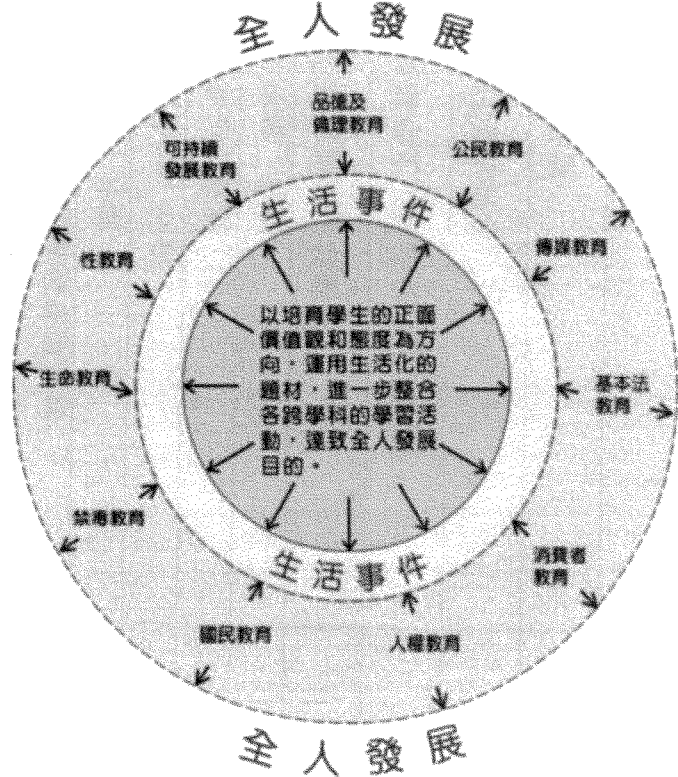 全人發展
品德及
倫理教育
公民教育
傳媒教育
基本法
教育
消費者
教育
人權教育
國民教育
禁毒教育
生命教育
性教育
可持續
發展教育
生活事件
以培育學生的正面
價值觀和態度為方
向，運用生活化的
題材，進一步整合
各跨學科的學習活
動，達致全人發展
目的。
生活事件
全人發展